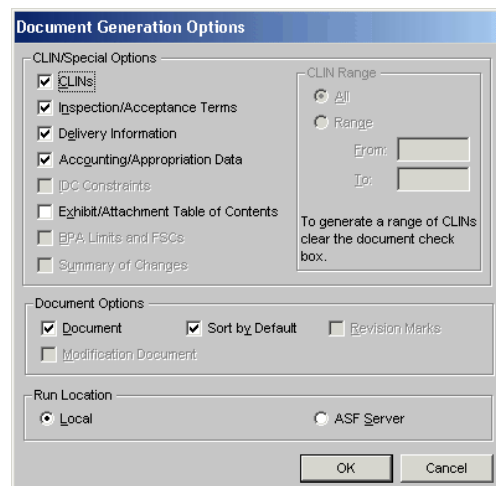 Document Generation Options
CLIN/Special Options
CLINs
Inspection/Acceptance Terms
Delivery Information
Accounting/Appropriation Data
IDC Constraints
Exhibit/Attachment Table of Contents
BPA Limits and FSCs
Summary of Changes
CLIN Range
All
Range
From:
To:
To generate a range of CLINs
clear the document check
box.
Document Options
Document
Sort by Default
Revision Marks
Modification Document
Run Location
Local
ASF Server
OK
Cancel